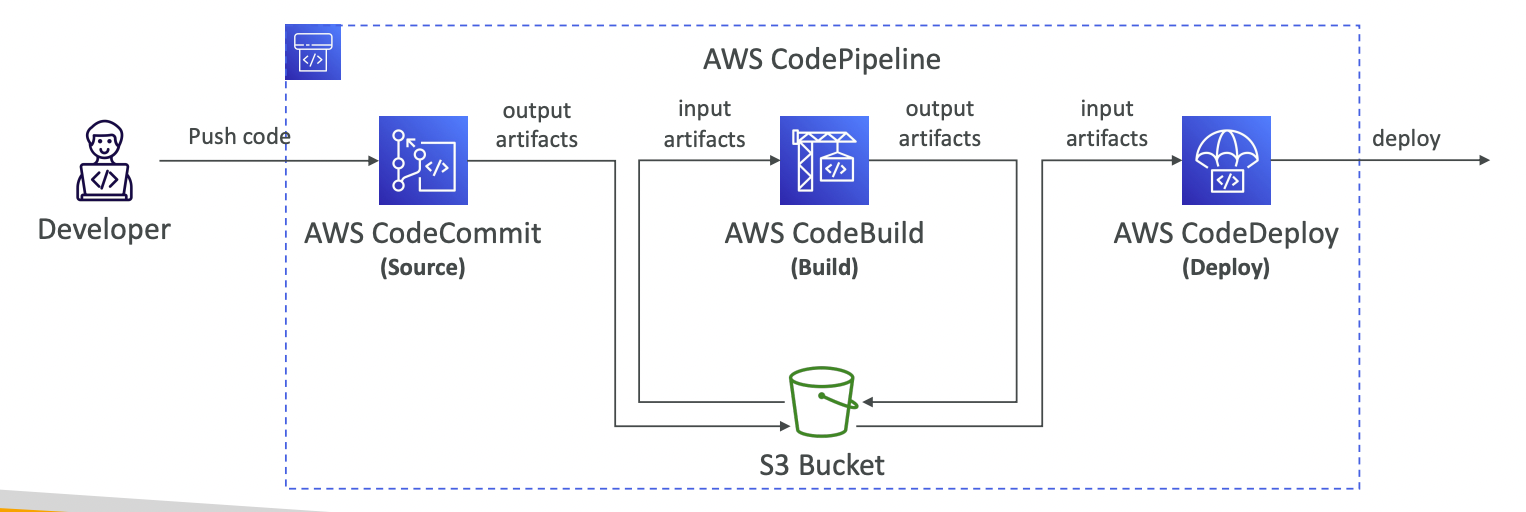 AWS CodePipeline
Push code
output
artifacts
input
artifacts
output
artifacts
input
artifacts
deploy
</>
</>
</>
</>
</>
Developer
AWS CodeCommit
(Source)
AWS CodeBuild
(Build)
AWS CodeDeploy
(Deploy)
S3 Bucket